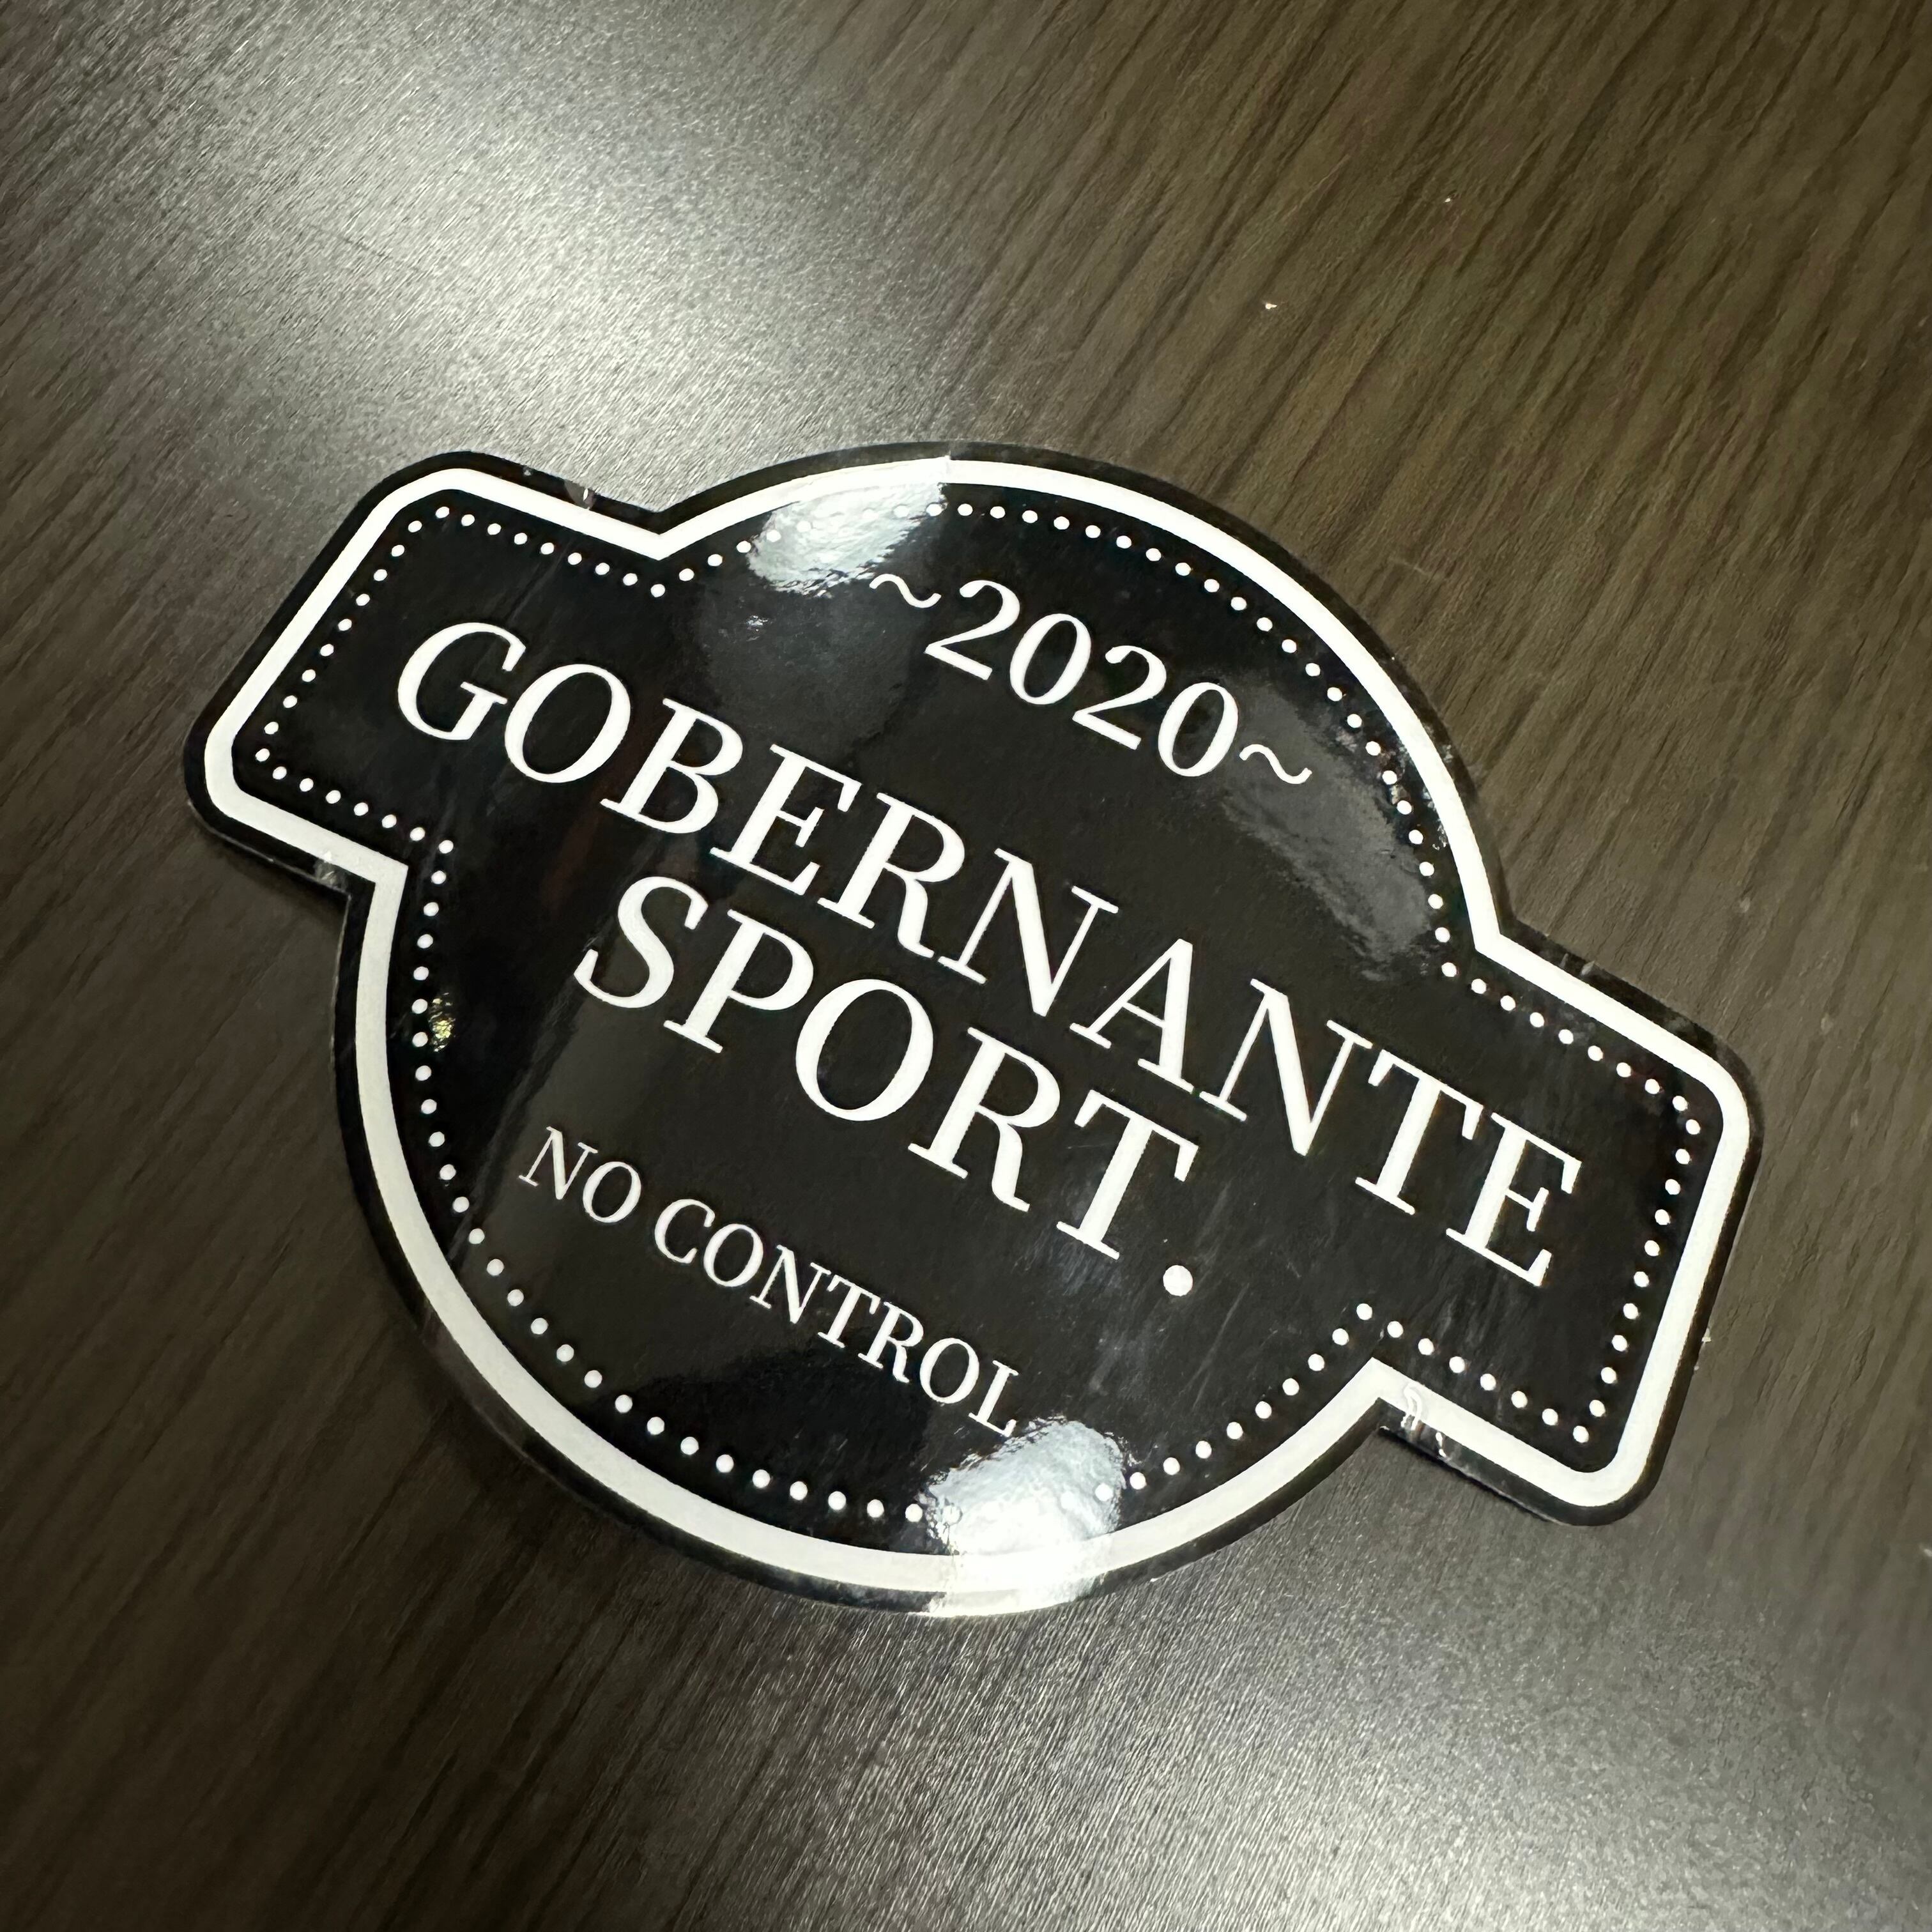 ~2020~
GOBERNANTE
SPORT.
NO CONTROL